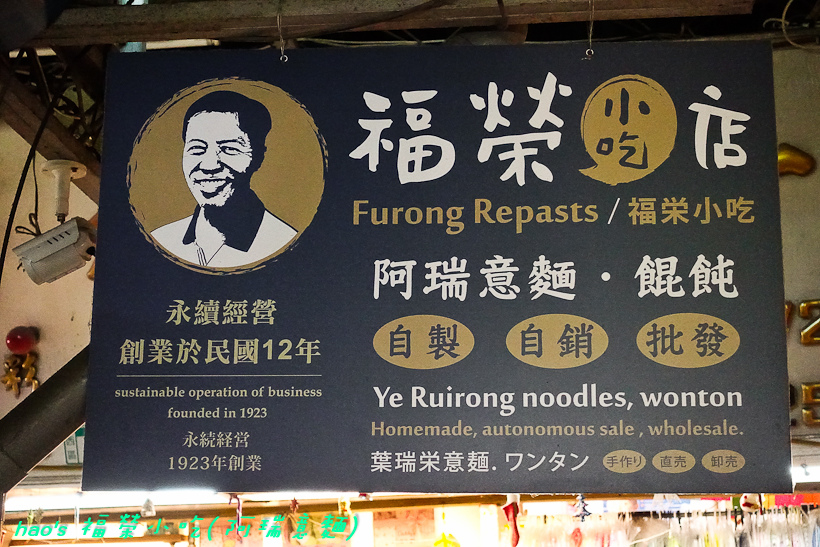 福榮小吃店
Furong Repasts / 福栄小吃
阿瑞意麵・餛飩
自製 自銷 批發
Ye Ruirong noodles, wonton
Homemade, autonomous sale , wholesale.
葉瑞栄意麺. ワンタン 手作り 直売 卸売
永續經營
創業於民國12年
sustainable operation of business
founded in 1923
永続経営
1923年創業
hao's 福榮小吃(阿瑞意麵)